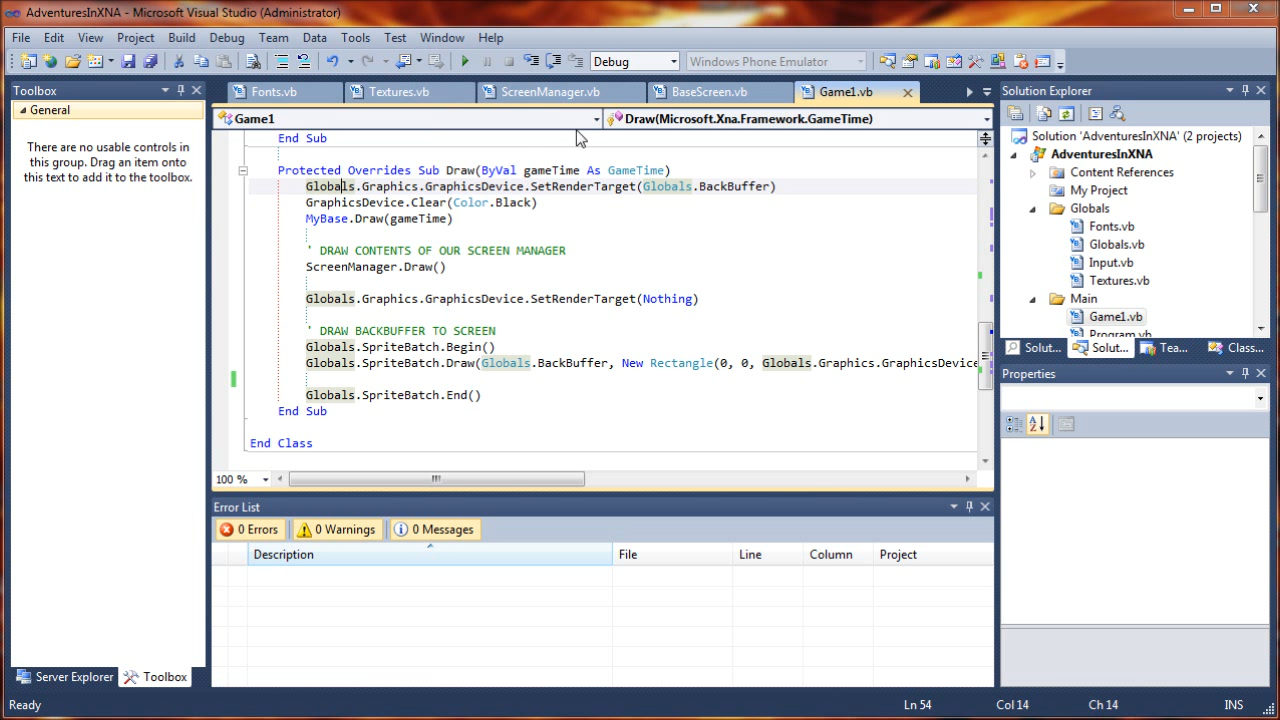 AdventuresInXNA - Microsoft Visual Studio (Administrator)
File Edit View Project Build Debug Team Data Tools Test Window Help
Debug Windows Phone Emulator
Toolbox
General
There are no usable controls in
this group. Drag an item onto
this text to add it to the toolbox.
Server Explorer Toolbox
Fonts.vb Textures.vb ScreenManager.vb BaseScreen.vb Game1.vb
Game1 Draw(Microsoft.Xna.Framework.GameTime)
End Sub
Protected Overrides Sub Draw(ByVal gameTime As GameTime)
Globals.Graphics.GraphicsDevice.SetRenderTarget(Globals.BackBuffer)
GraphicsDevice.Clear(Color.Black)
MyBase.Draw(gameTime)
' DRAW CONTENTS OF OUR SCREEN MANAGER
ScreenManager.Draw()
Globals.Graphics.GraphicsDevice.SetRenderTarget(Nothing)
' DRAW BACKBUFFER TO SCREEN
Globals.SpriteBatch.Begin()
Globals.SpriteBatch.Draw(Globals.BackBuffer, New Rectangle(0, 0, Globals.Graphics.GraphicsDevice
Globals.SpriteBatch.End()
End Sub
End Class
100 %
Error List
0 Errors 0 Warnings 0 Messages
Description File Line Column Project
Solution Explorer
Solution 'AdventuresInXNA' (2 projects)
AdventuresInXNA
Content References
My Project
Globals
Fonts.vb
Globals.vb
Input.vb
Textures.vb
Main
Game1.vb
Program.vb
Solut... Solut... Tea... Class...
Properties
Ready Ln 54 Col 14 Ch 14 INS